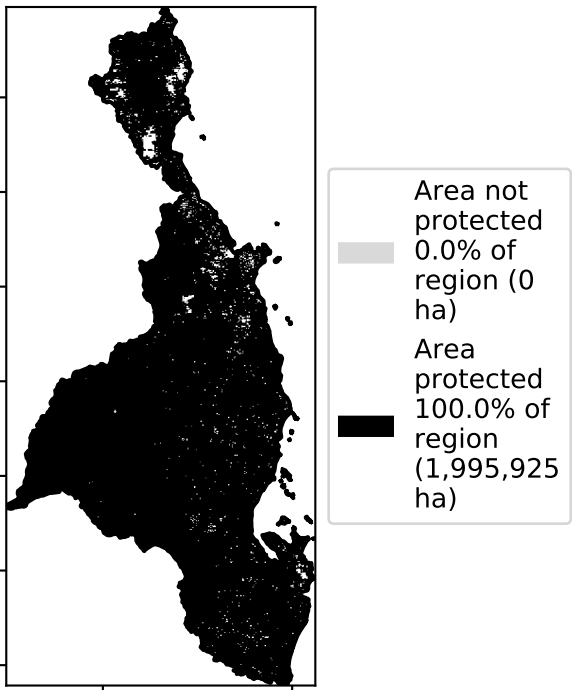 Area not
protected
0.0% of
region (0
ha)
Area
protected
100.0% of
region
(1,995,925
ha)